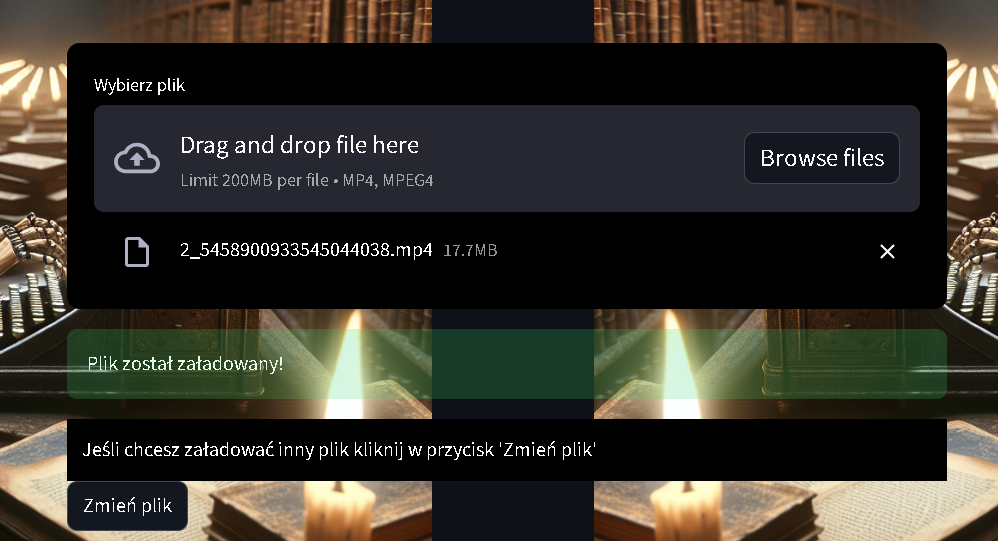 Wybierz plik
Drag and drop file here
Limit 200MB per file • MP4, MPEG4
Browse files
2_5458900933545044038.mp4 17.7MB
Plik został załadowany!
Jeśli chcesz załadować inny plik kliknij w przycisk 'Zmień plik'
Zmień plik